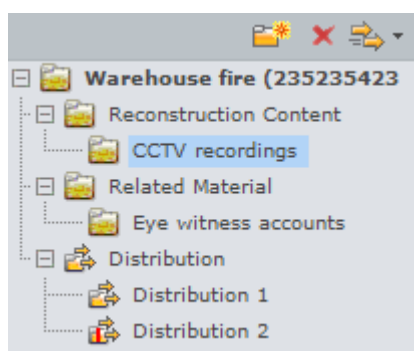 Warehouse fire (235235423
Reconstruction Content
CCTV recordings
Related Material
Eye witness accounts
Distribution
Distribution 1
Distribution 2